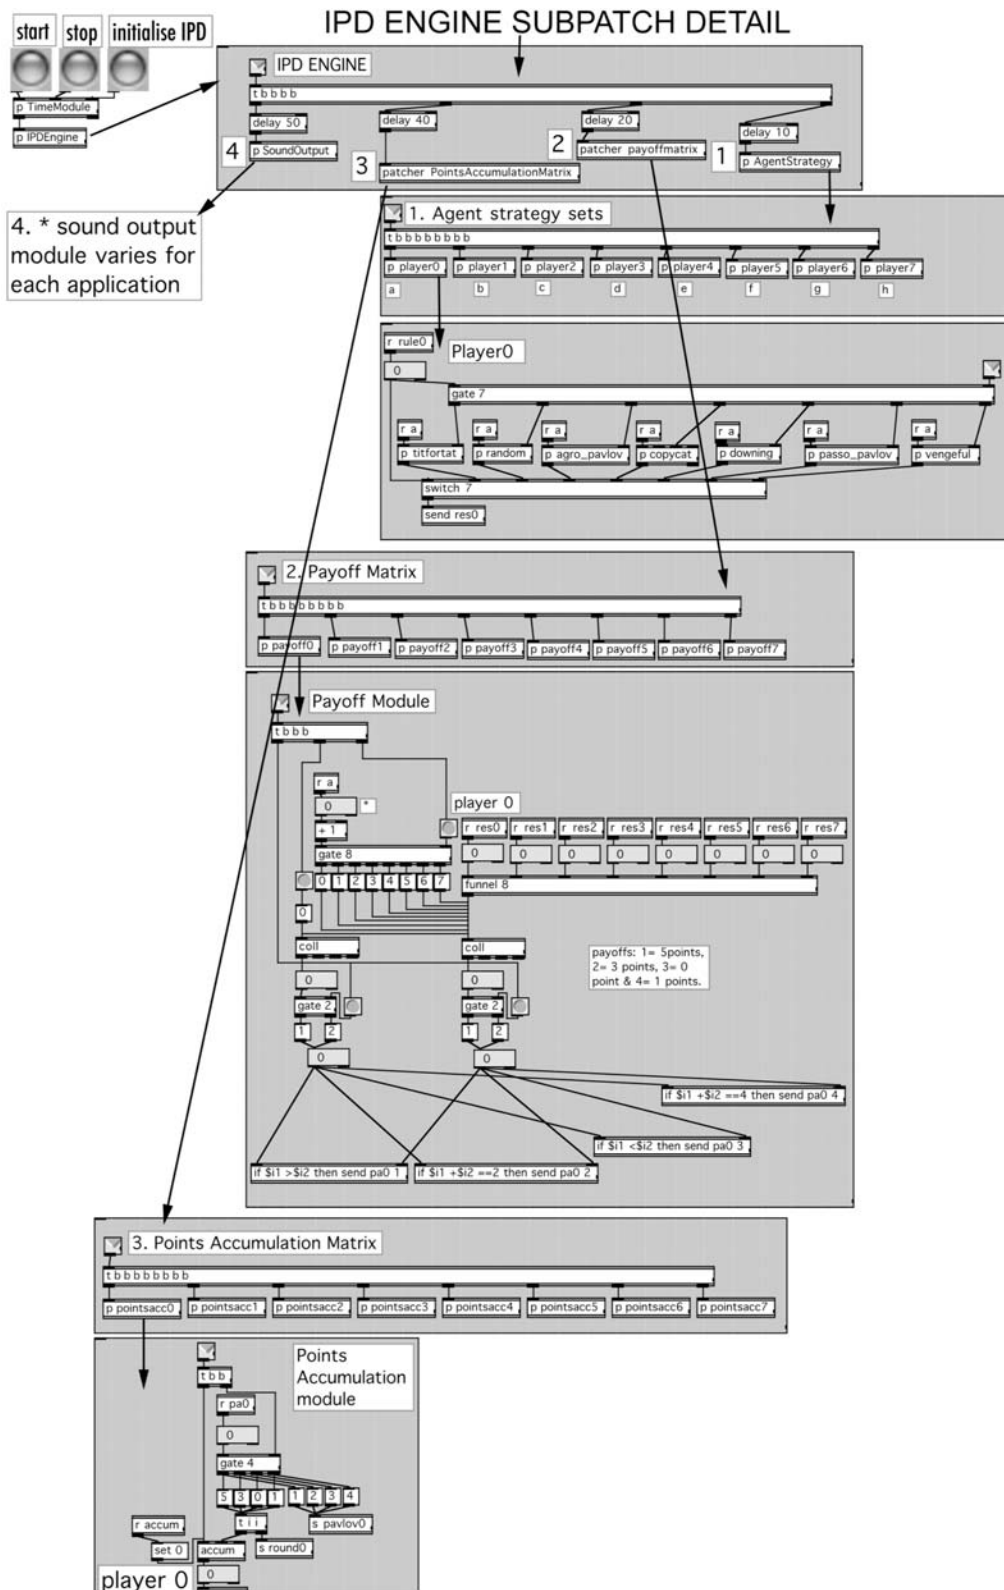 IPD ENGINE SUBPATCH DETAIL
start stop initialise IPD
p TimeModule
p IPDEngine
IPD ENGINE
t b b b b
delay 50 delay 40 delay 20 delay 10
4 p SoundOutput 3 patcher PointsAccumulationMatrix 2 patcher payoffmatrix 1 p AgentStrategy
4. * sound output
module varies for
each application
1. Agent strategy sets
t b b b b b b b b b
p player0 p player1 p player2 p player3 p player4 p player5 p player6 p player7
a b c d e f g h
r rule0
Player0
0
gate 7
r a r a r a r a r a r a r a
p titfortat p random p agro_pavlov p copycat p downing p passo_pavlov p vengeful
switch 7
send res0
2. Payoff Matrix
t b b b b b b b b b
p payoff0 p payoff1 p payoff2 p payoff3 p payoff4 p payoff5 p payoff6 p payoff7
Payoff Module
t b b b
r a
0 *
+ 1
gate 8
0 1 2 3 4 5 6 7
player 0
r res0 r res1 r res2 r res3 r res4 r res5 r res6 r res7
0 0 0 0 0 0 0 0
funnel 8
0
coll coll
payoffs: 1= 5points,
2= 3 points, 3= 0
point & 4= 1 points.
0 0
gate 2 gate 2
1 2 1 2
0 0
if $i1 +$i2 ==4 then send pa0 4
if $i1 <$i2 then send pa0 3
if $i1 >$i2 then send pa0 1 if $i1 +$i2 ==2 then send pa0 2
3. Points Accumulation Matrix
t b b b b b b b b b
p pointsacc0 p pointsacc1 p pointsacc2 p pointsacc3 p pointsacc4 p pointsacc5 p pointsacc6 p pointsacc7
Points
Accumulation
module
t b b
r pa0
0
gate 4
5 3 0 1 1 2 3 4
r accum t i i s pavlov0
set 0 accum s round0
player 0 0